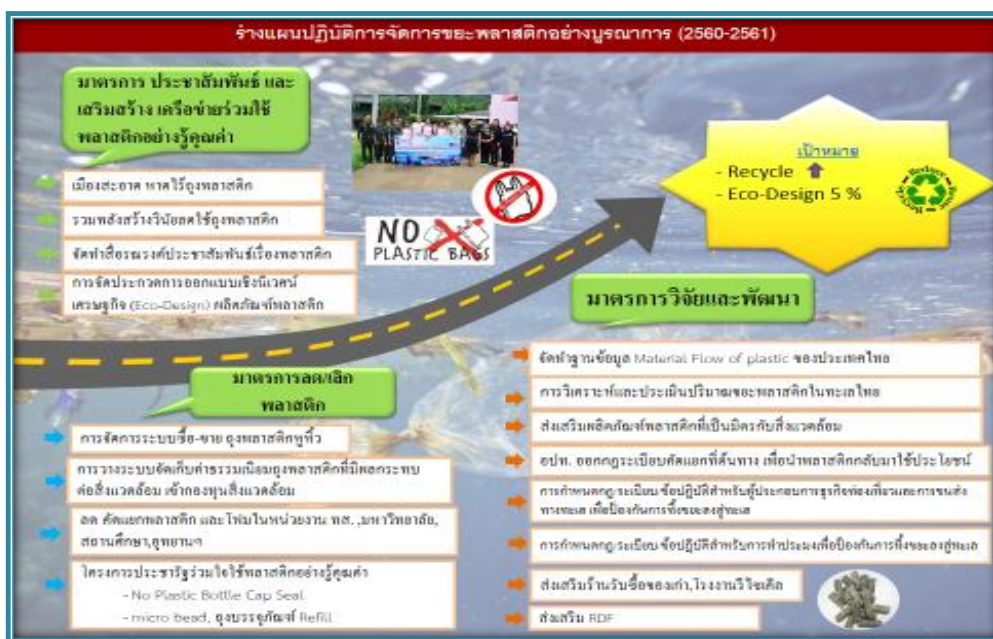 ร่างแผนปฏิบัติการจัดการขยะพลาสติกอย่างบูรณาการ (2560-2561)
มาตรการ ประชาสัมพันธ์ และ
เสริมสร้าง เครือข่ายร่วมใช้
พลาสติกอย่างรู้คุณค่า
เมืองสะอาด หาดไร้ถุงพลาสติก
รวมพลังสร้างวินัยลดใช้ถุงพลาสติก
จัดทำสื่อรณรงค์ประชาสัมพันธ์เรื่องพลาสติก
การจัดประกวดการออกแบบเชิงนิเวศน์
เศรษฐกิจ (Eco-Design) ผลิตภัณฑ์พลาสติก
NO
PLASTIC BAGS
เป้าหมาย
- Recycle
- Eco-Design 5 %
มาตรการลด/เลิก
พลาสติก
การจัดการระบบซื้อ-ขาย ถุงพลาสติกหูหิ้ว
การวางระบบจัดเก็บค่าธรรมเนียมถุงพลาสติกที่มีผลกระทบ
ต่อสิ่งแวดล้อม เข้ากองทุนสิ่งแวดล้อม
ลด คัดแยกพลาสติก และโฟมในหน่วยงาน ทส. ,มหาวิทยาลัย,
สถานศึกษา,อุทยานฯ
โครงการประชารัฐร่วมใจใช้พลาสติกอย่างรู้คุณค่า
- No Plastic Bottle Cap Seal
- micro bead, ถุงบรรจุภัณฑ์ Refill
มาตรการวิจัยและพัฒนา
จัดทำฐานข้อมูล Material Flow of plastic ของประเทศไทย
การวิเคราะห์และประเมินปริมาณขยะพลาสติกในทะเลไทย
ส่งเสริมผลิตภัณฑ์พลาสติกที่เป็นมิตรกับสิ่งแวดล้อม
อปท. ออกกฎระเบียบคัดแยกที่ต้นทาง เพื่อนำพลาสติกกลับมาใช้ประโยชน์
การกำหนดกฎ/ระเบียบ/ข้อปฏิบัติสำหรับผู้ประกอบการธุรกิจท่องเที่ยวและการขนส่ง
ทางทะเล เพื่อป้องกันการทิ้งขยะลงสู่ทะเล
การกำหนดกฎ/ระเบียบ/ข้อปฏิบัติสำหรับการทำประมงเพื่อป้องกันการทิ้งขยะลงสู่ทะเล
ส่งเสริมร้านรับซื้อของเก่า,โรงงานรีไซเคิล
ส่งเสริม RDF